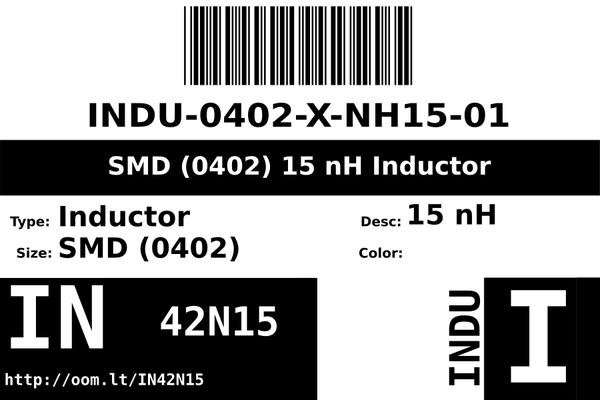 INDU-0402-X-NH15-01
SMD (0402) 15 nH Inductor
Type: Inductor
Desc: 15 nH
Size: SMD (0402)
Color:
IN
42N15
INDU
I
http://oom.lt/IN42N15